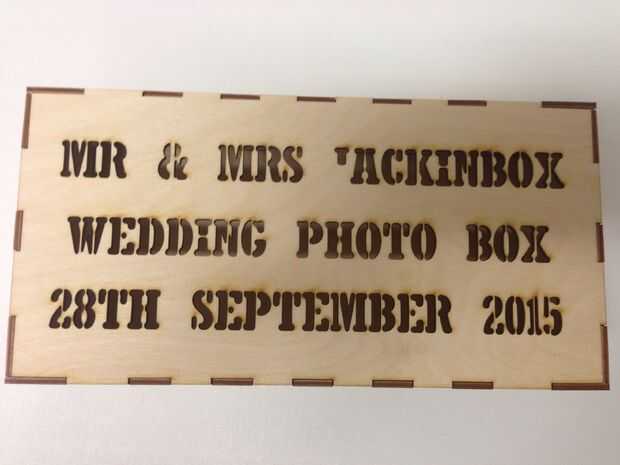 MR & MRS 'ACKINBOX
WEDDING PHOTO BOX
28TH SEPTEMBER 2015